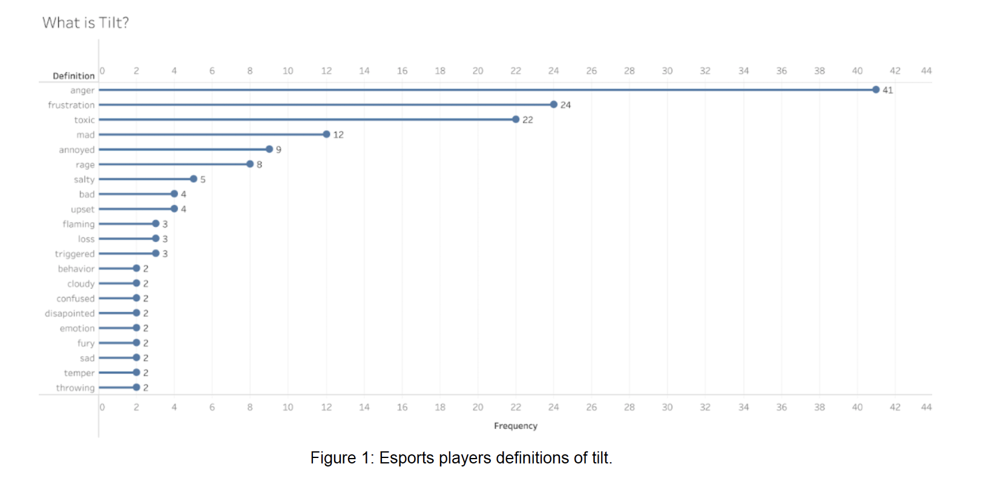 What is Tilt?
0 2 4 6 8 10 12 14 16 18 20 22 24 26 28 30 32 34 36 38 40 42 44
Definition
anger 41
frustration 24
toxic 22
mad 12
annoyed 9
rage 8
salty 5
bad 4
upset 4
flaming 3
loss 3
triggered 3
behavior 2
cloudy 2
confused 2
disapointed 2
emotion 2
fury 2
sad 2
temper 2
throwing 2
0 2 4 6 8 10 12 14 16 18 20 22 24 26 28 30 32 34 36 38 40 42 44
Frequency
Figure 1: Esports players definitions of tilt.